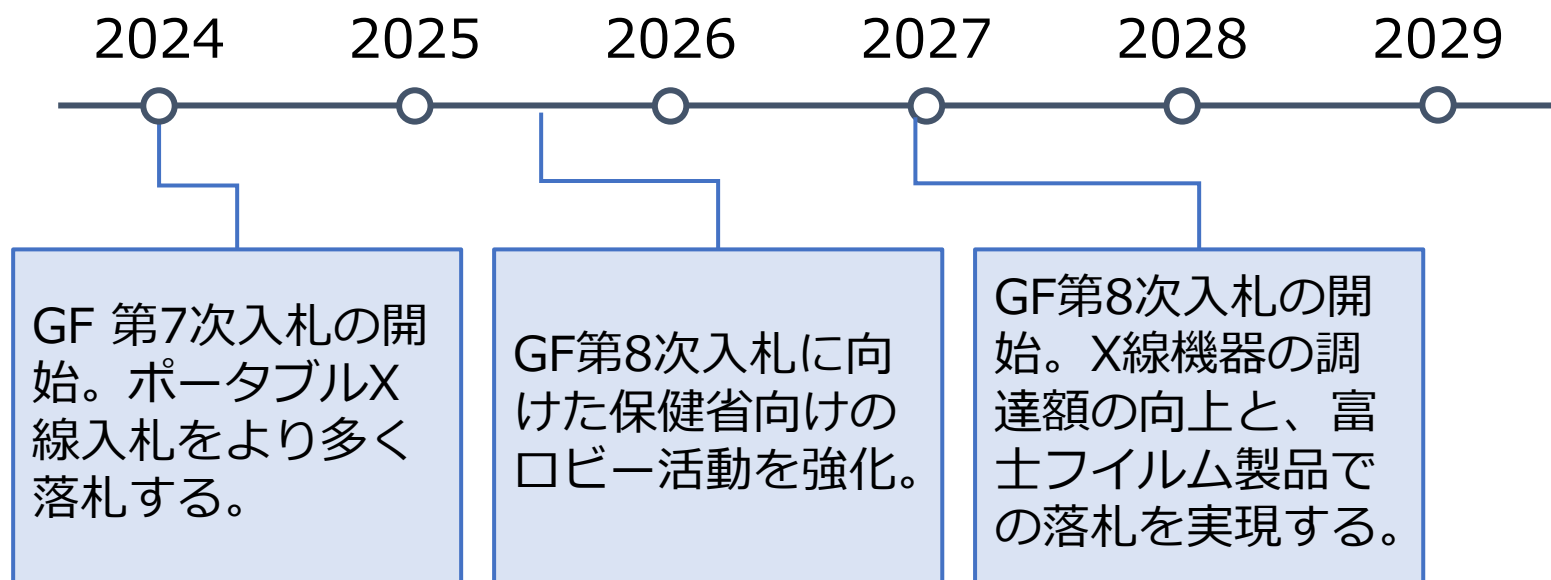 2024 2025 2026 2027 2028 2029
GF 第7次入札の開
始。ポータブルX
線入札をより多く
落札する。
GF第8次入札に向
けた保健省向けの
ロビー活動を強化。
GF第8次入札の開
始。X線機器の調
達額の向上と、富
士フイルム製品で
の落札を実現する。